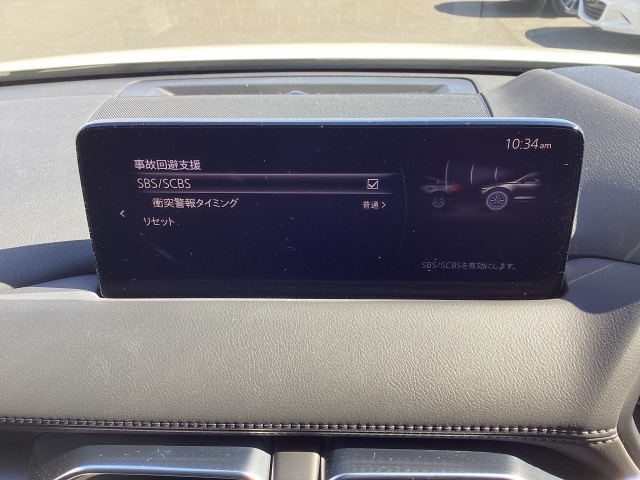 10:34am
事故回避支援
SBS/SCBS
衝突警報タイミング 普通
リセット
SBS/SCBSを有効にします。